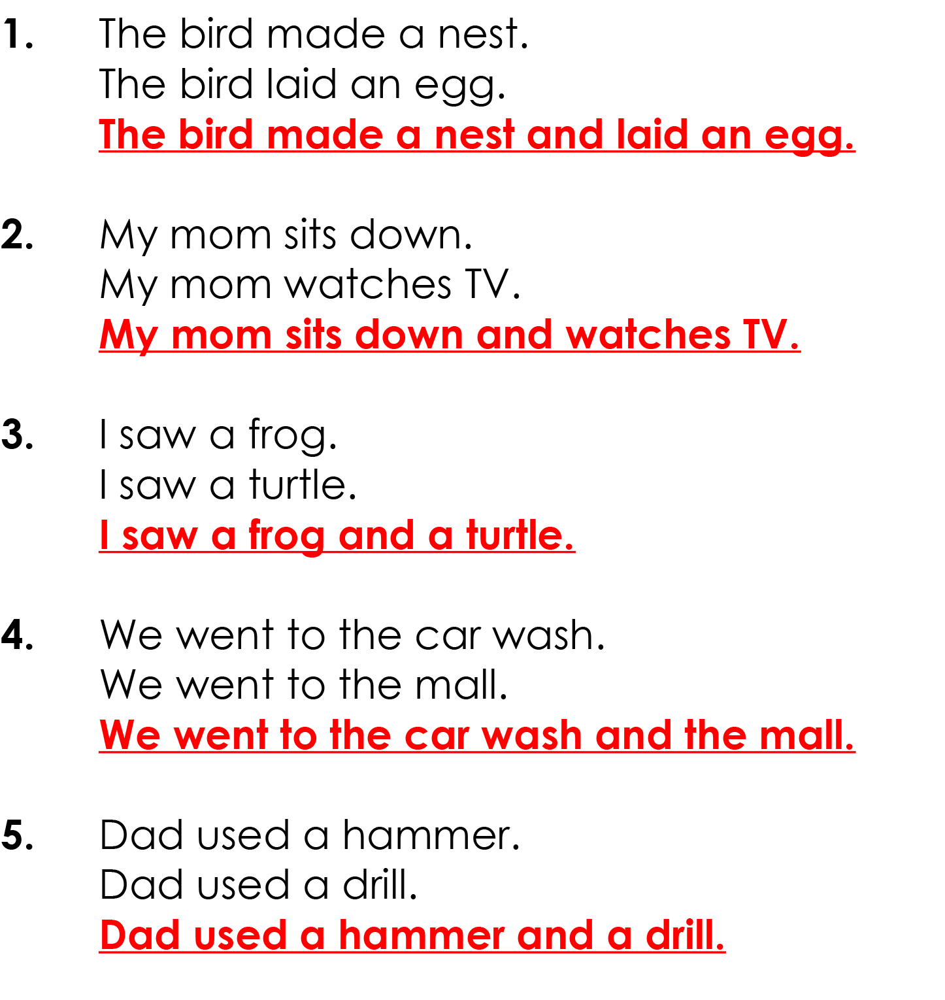 1. The bird made a nest.
The bird laid an egg.
The bird made a nest and laid an egg.
2. My mom sits down.
My mom watches TV.
My mom sits down and watches TV.
3. I saw a frog.
I saw a turtle.
I saw a frog and a turtle.
4. We went to the car wash.
We went to the mall.
We went to the car wash and the mall.
5. Dad used a hammer.
Dad used a drill.
Dad used a hammer and a drill.